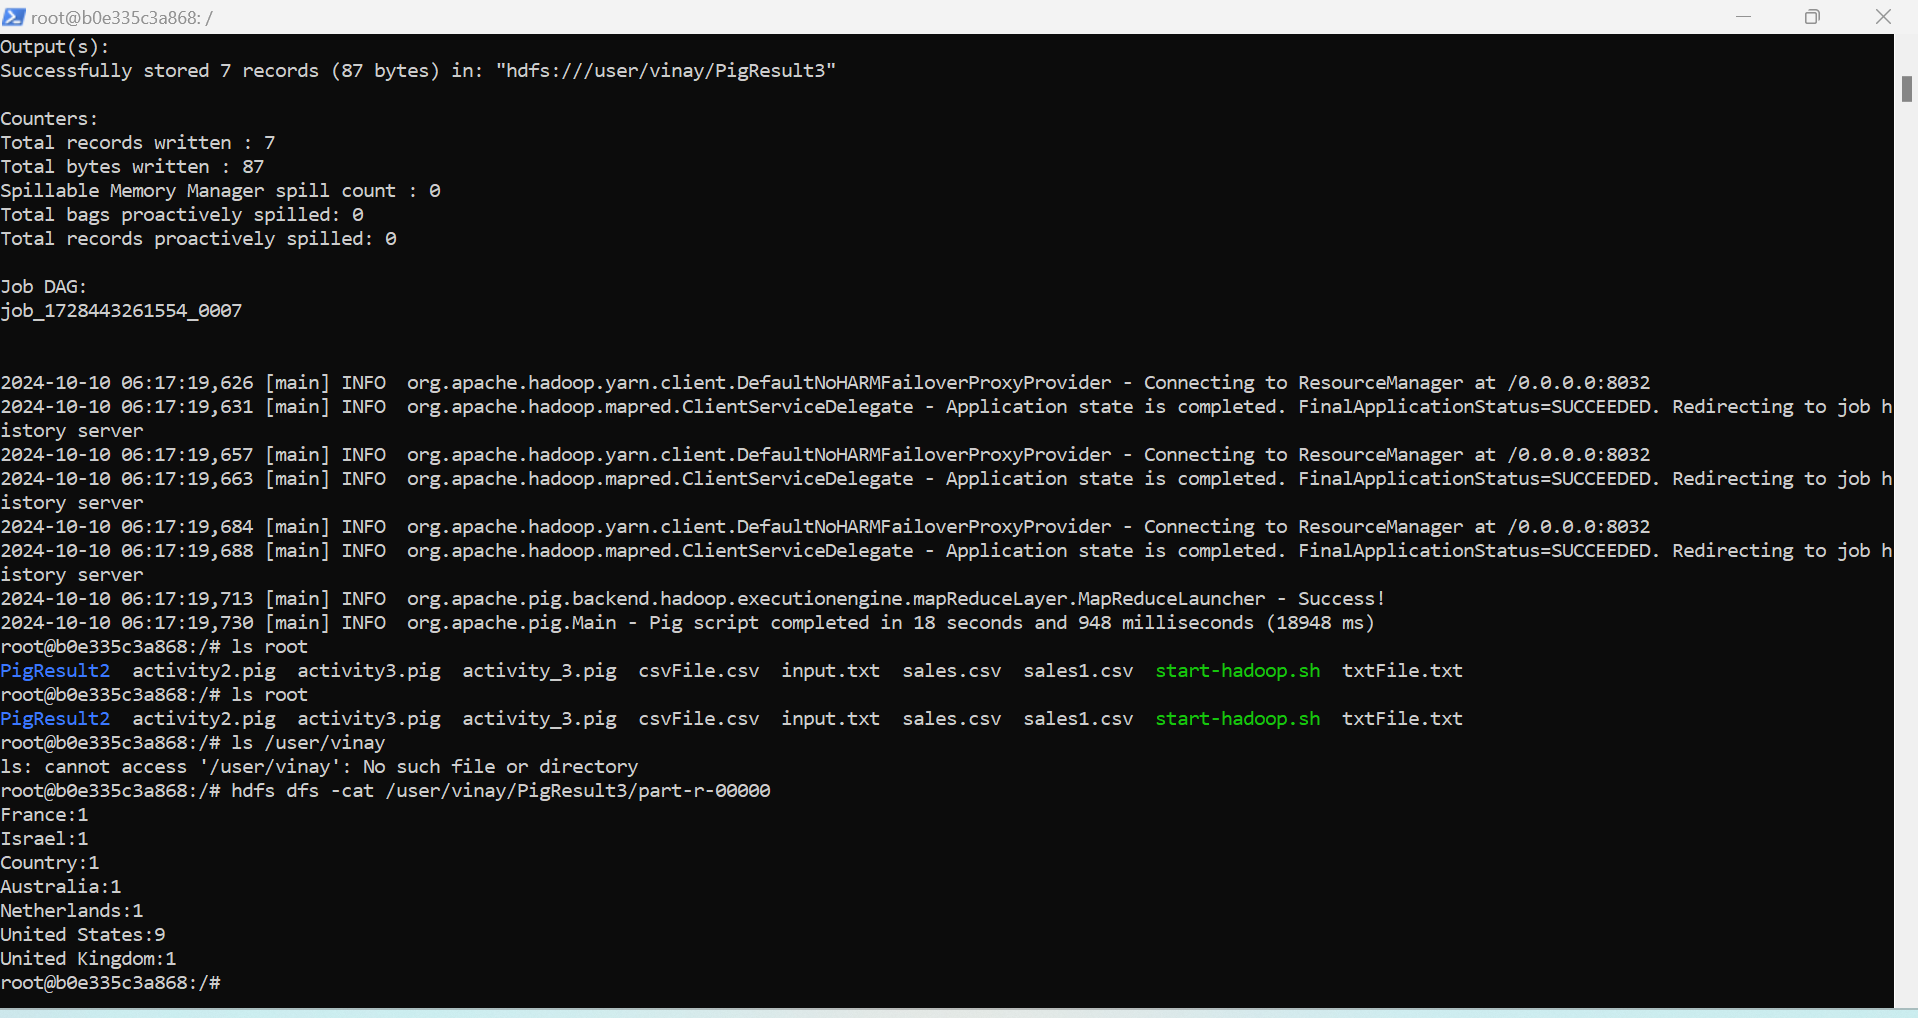 root@b0e335c3a868: /
Output(s):
Successfully stored 7 records (87 bytes) in: "hdfs:///user/vinay/PigResult3"
Counters:
Total records written : 7
Total bytes written : 87
Spillable Memory Manager spill count : 0
Total bags proactively spilled: 0
Total records proactively spilled: 0
Job DAG:
job_1728443261554_0007
2024-10-10 06:17:19,626 [main] INFO  org.apache.hadoop.yarn.client.DefaultNoHARMFailoverProxyProvider - Connecting to ResourceManager at /0.0.0.0:8032
2024-10-10 06:17:19,631 [main] INFO  org.apache.hadoop.mapred.ClientServiceDelegate - Application state is completed. FinalApplicationStatus=SUCCEEDED. Redirecting to job h
istory server
2024-10-10 06:17:19,657 [main] INFO  org.apache.hadoop.yarn.client.DefaultNoHARMFailoverProxyProvider - Connecting to ResourceManager at /0.0.0.0:8032
2024-10-10 06:17:19,663 [main] INFO  org.apache.hadoop.mapred.ClientServiceDelegate - Application state is completed. FinalApplicationStatus=SUCCEEDED. Redirecting to job h
istory server
2024-10-10 06:17:19,684 [main] INFO  org.apache.hadoop.yarn.client.DefaultNoHARMFailoverProxyProvider - Connecting to ResourceManager at /0.0.0.0:8032
2024-10-10 06:17:19,688 [main] INFO  org.apache.hadoop.mapred.ClientServiceDelegate - Application state is completed. FinalApplicationStatus=SUCCEEDED. Redirecting to job h
istory server
2024-10-10 06:17:19,713 [main] INFO  org.apache.pig.backend.hadoop.executionengine.mapReduceLayer.MapReduceLauncher - Success!
2024-10-10 06:17:19,730 [main] INFO  org.apache.pig.Main - Pig script completed in 18 seconds and 948 milliseconds (18948 ms)
root@b0e335c3a868:/# ls root
PigResult2  activity2.pig  activity3.pig  activity_3.pig  csvFile.csv  input.txt  sales.csv  sales1.csv  start-hadoop.sh  txtFile.txt
root@b0e335c3a868:/# ls root
PigResult2  activity2.pig  activity3.pig  activity_3.pig  csvFile.csv  input.txt  sales.csv  sales1.csv  start-hadoop.sh  txtFile.txt
root@b0e335c3a868:/# ls /user/vinay
ls: cannot access '/user/vinay': No such file or directory
root@b0e335c3a868:/# hdfs dfs -cat /user/vinay/PigResult3/part-r-00000
France:1
Israel:1
Country:1
Australia:1
Netherlands:1
United States:9
United Kingdom:1
root@b0e335c3a868:/#